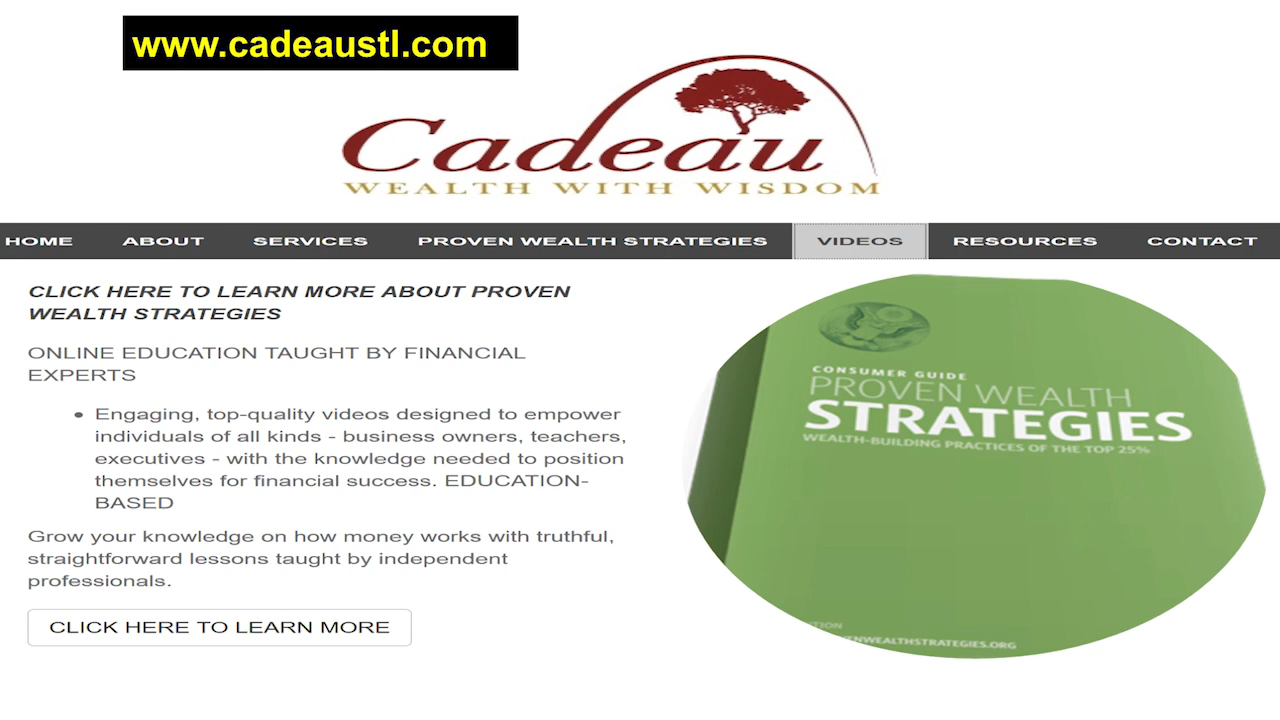 www.cadeaustl.com
Cadeau
WEALTH WITH WISDOM
HOME ABOUT SERVICES PROVEN WEALTH STRATEGIES VIDEOS RESOURCES CONTACT
CLICK HERE TO LEARN MORE ABOUT PROVEN
WEALTH STRATEGIES
ONLINE EDUCATION TAUGHT BY FINANCIAL
EXPERTS
• Engaging, top-quality videos designed to empower
individuals of all kinds - business owners, teachers,
executives - with the knowledge needed to position
themselves for financial success. EDUCATION-
BASED
Grow your knowledge on how money works with truthful,
straightforward lessons taught by independent
professionals.
CLICK HERE TO LEARN MORE
CONSUMER GUIDE
PROVEN WEALTH
STRATEGIES
WEALTH-BUILDING PRACTICES OF THE TOP 25%